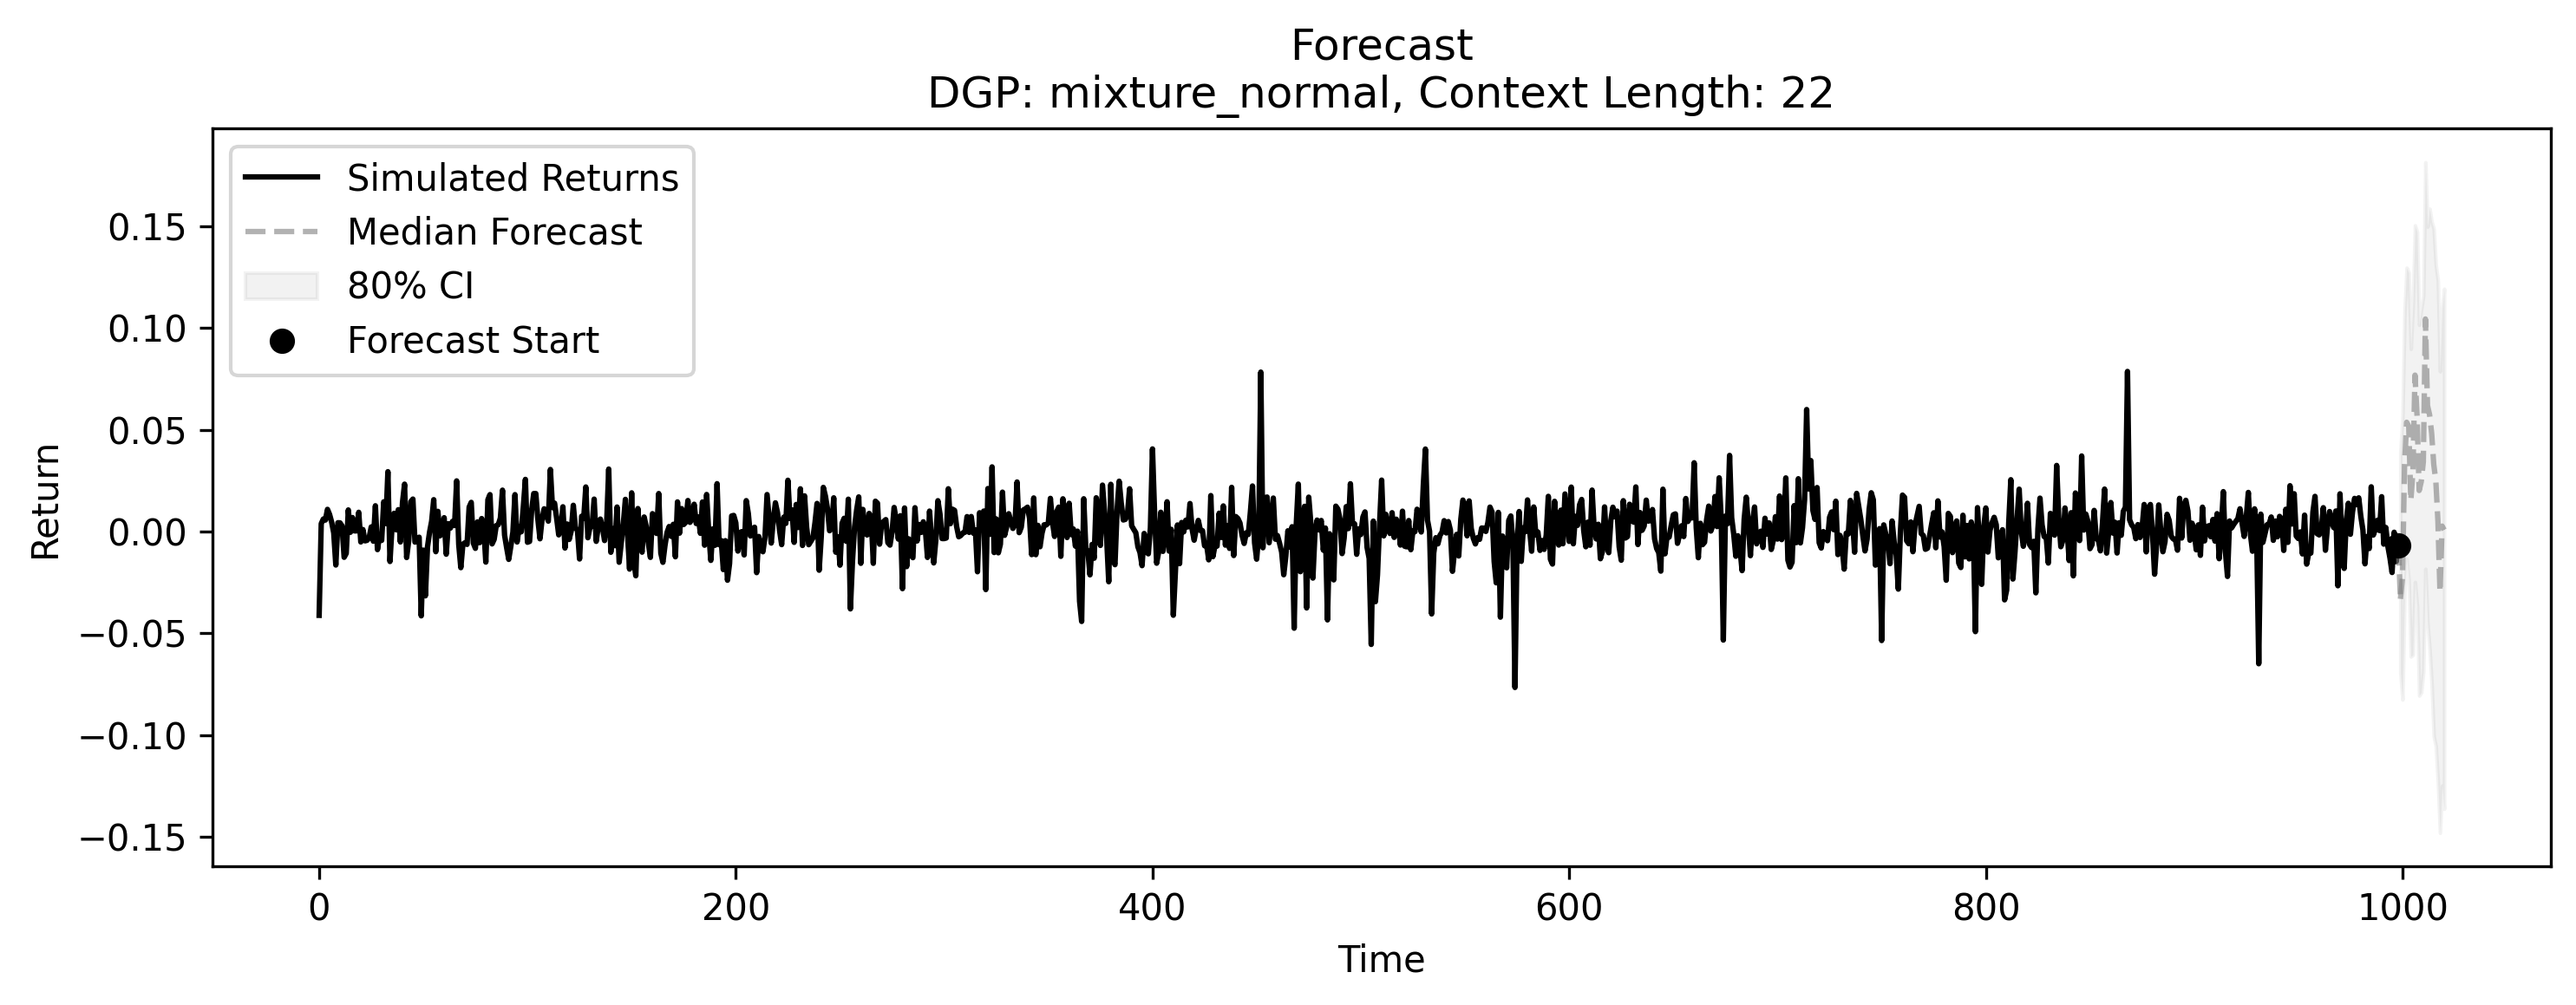 Forecast
DGP: mixture_normal, Context Length: 22
Simulated Returns
Median Forecast
80% CI
Forecast Start
Return
0.15
0.10
0.05
0.00
−0.05
−0.10
−0.15
0 200 400 600 800 1000
Time